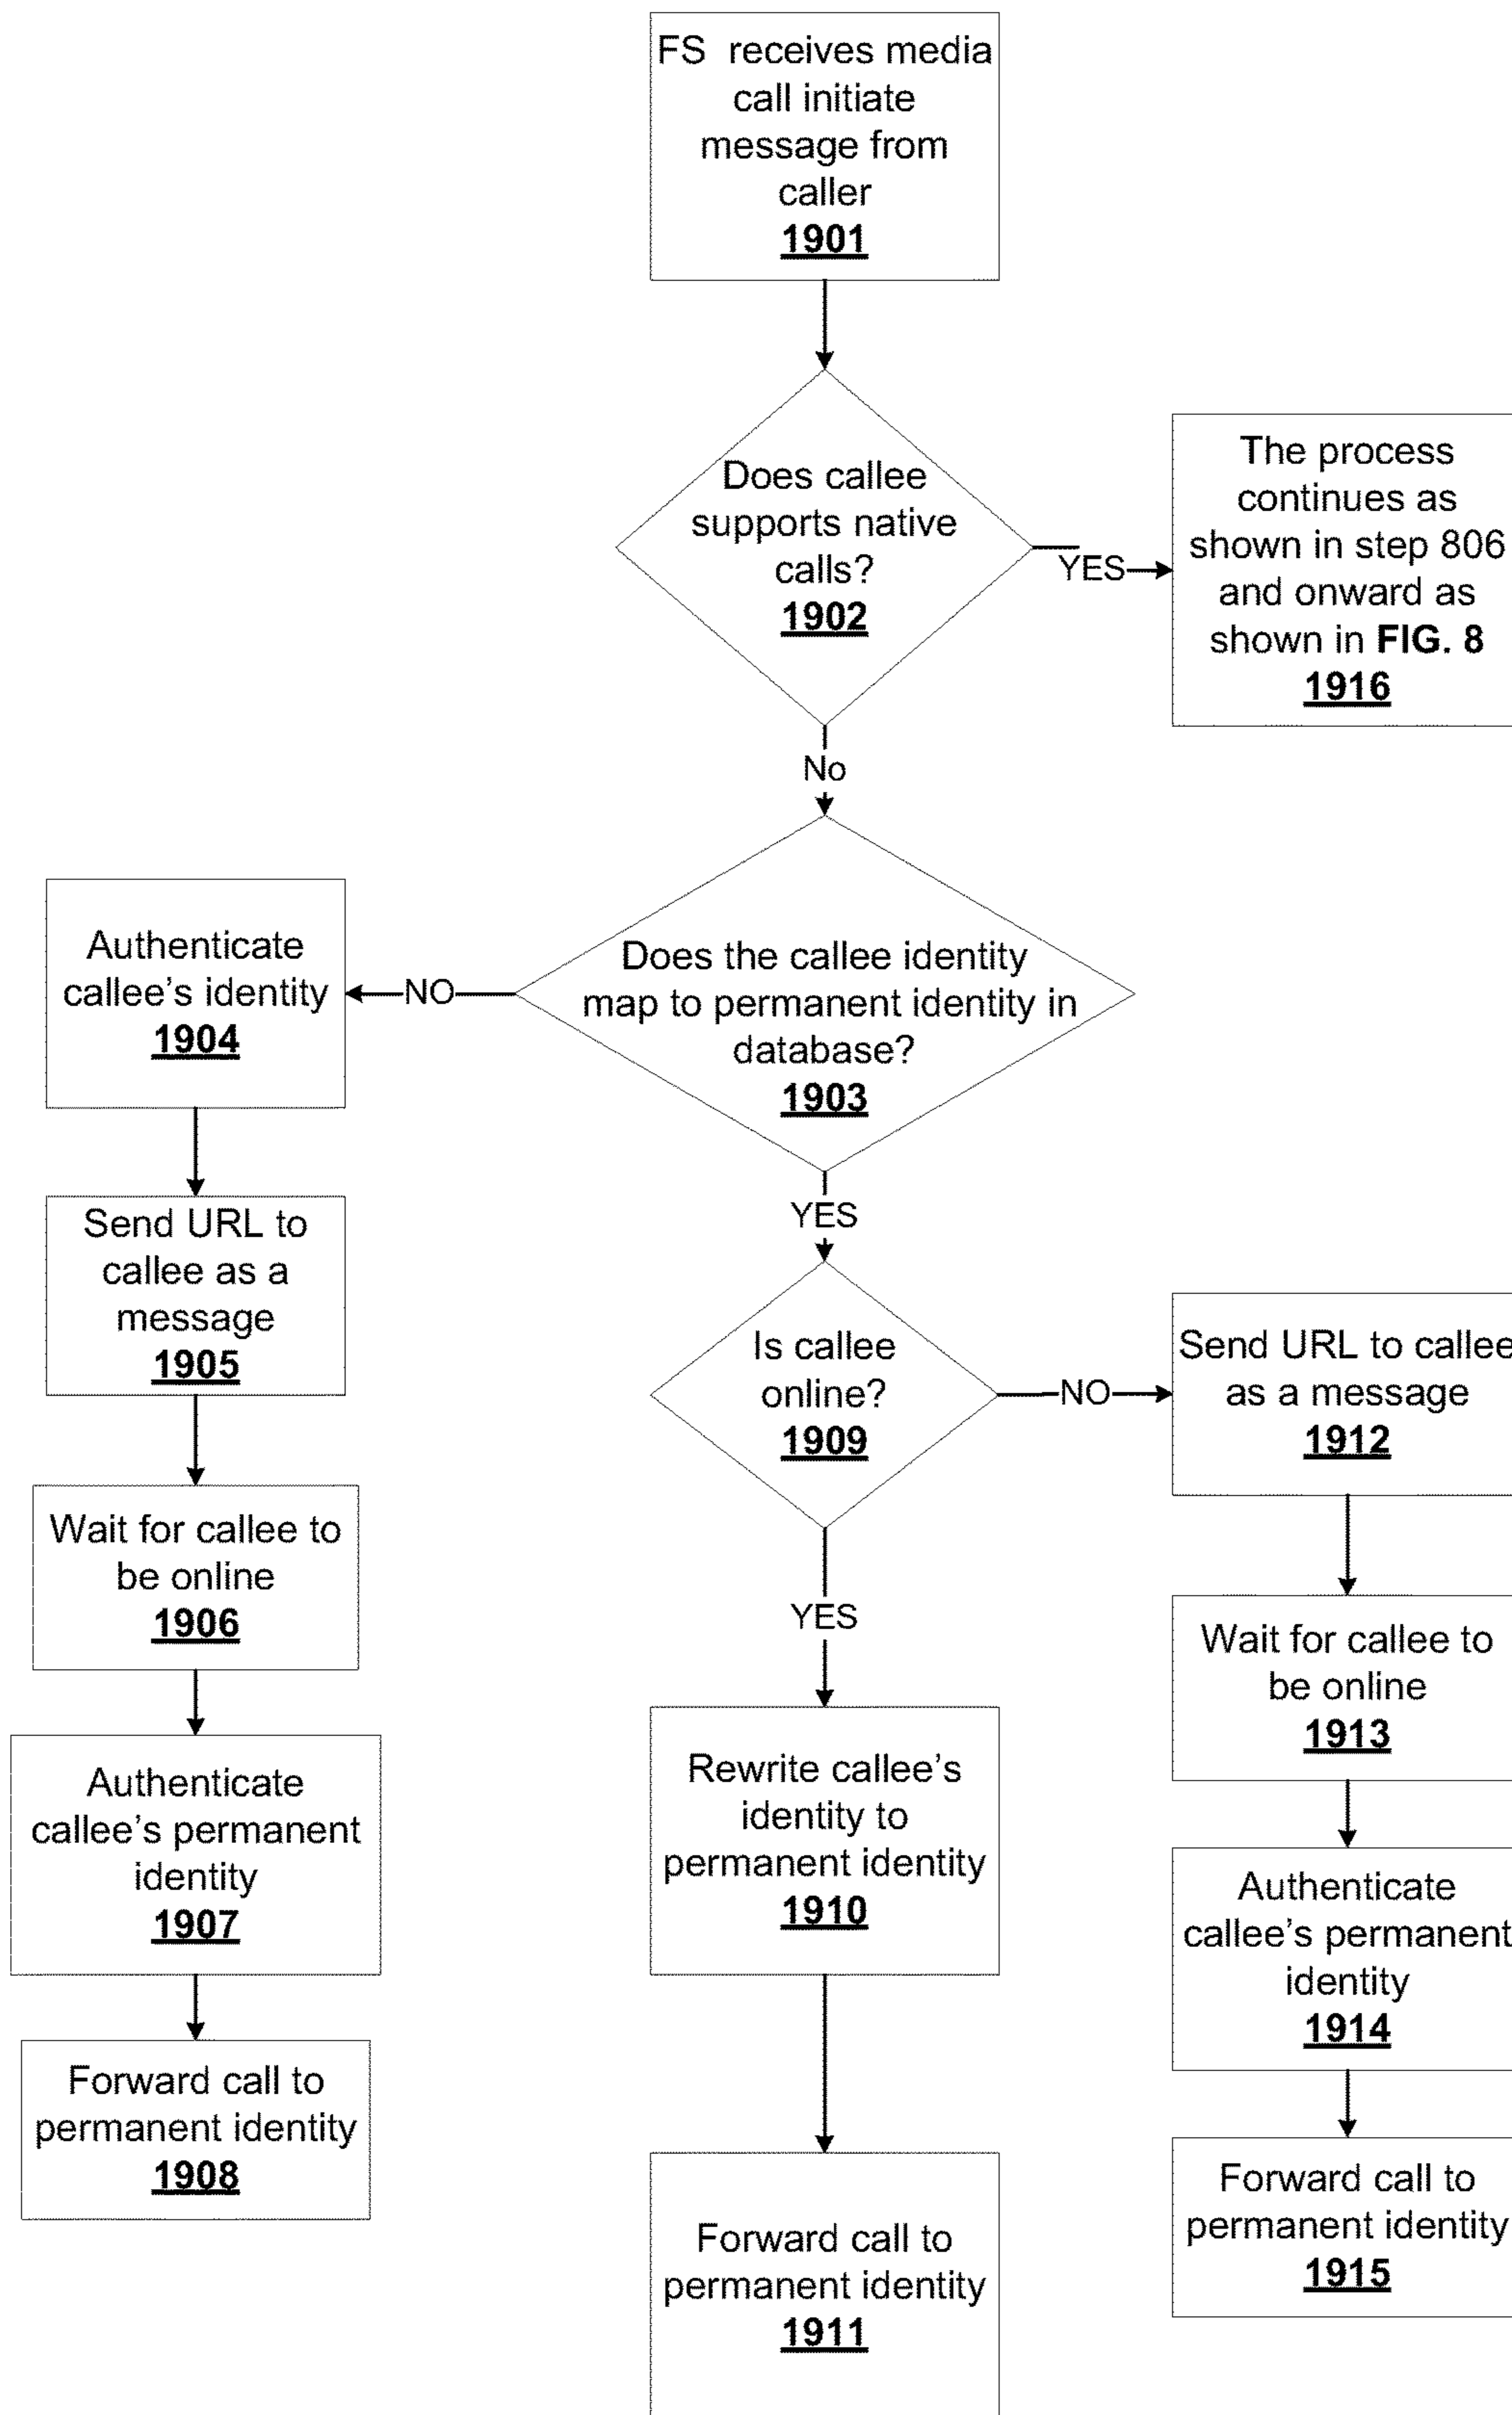 FS receives media
call initiate
message from
caller
1901
Does callee
supports native
calls?
1902
YES
The process
continues as
shown in step 806
and onward as
shown in FIG. 8
1916
No
Does the callee identity
map to permanent identity in
database?
1903
NO
Authenticate
callee's identity
1904
Send URL to
callee as a
message
1905
Wait for callee to
be online
1906
Authenticate
callee's permanent
identity
1907
Forward call to
permanent identity
1908
YES
Is callee
online?
1909
YES
Rewrite callee's
identity to
permanent identity
1910
Forward call to
permanent identity
1911
NO
Send URL to callee
as a message
1912
Wait for callee to
be online
1913
Authenticate
callee's permanent
identity
1914
Forward call to
permanent identity
1915